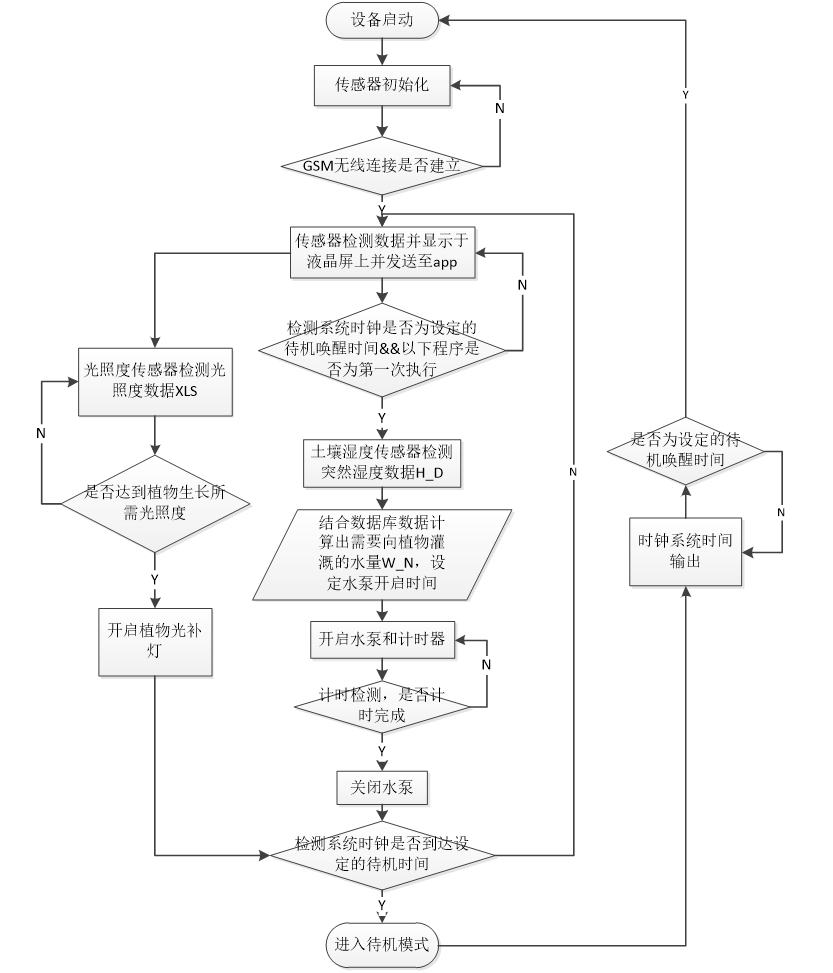 设备启动
传感器初始化
N
GSM无线连接是否建立
Y
传感器检测数据并显示于
液晶屏上并发送至app
N
检测系统时钟是否为设定的
待机唤醒时间&&以下程序是
否为第一次执行
Y
土壤湿度传感器检测
突然湿度数据H_D
结合数据库数据计
算出需要向植物灌
溉的水量W_N，设
定水泵开启时间
开启水泵和计时器
N
计时检测，是否计
时完成
Y
关闭水泵
检测系统时钟是否到达设
定的待机时间
N
Y
进入待机模式
光照度传感器检测光
照度数据XLS
N
是否达到植物生长所
需光照度
Y
开启植物光补
灯
Y
是否为设定的待
机唤醒时间
N
时钟系统时间
输出